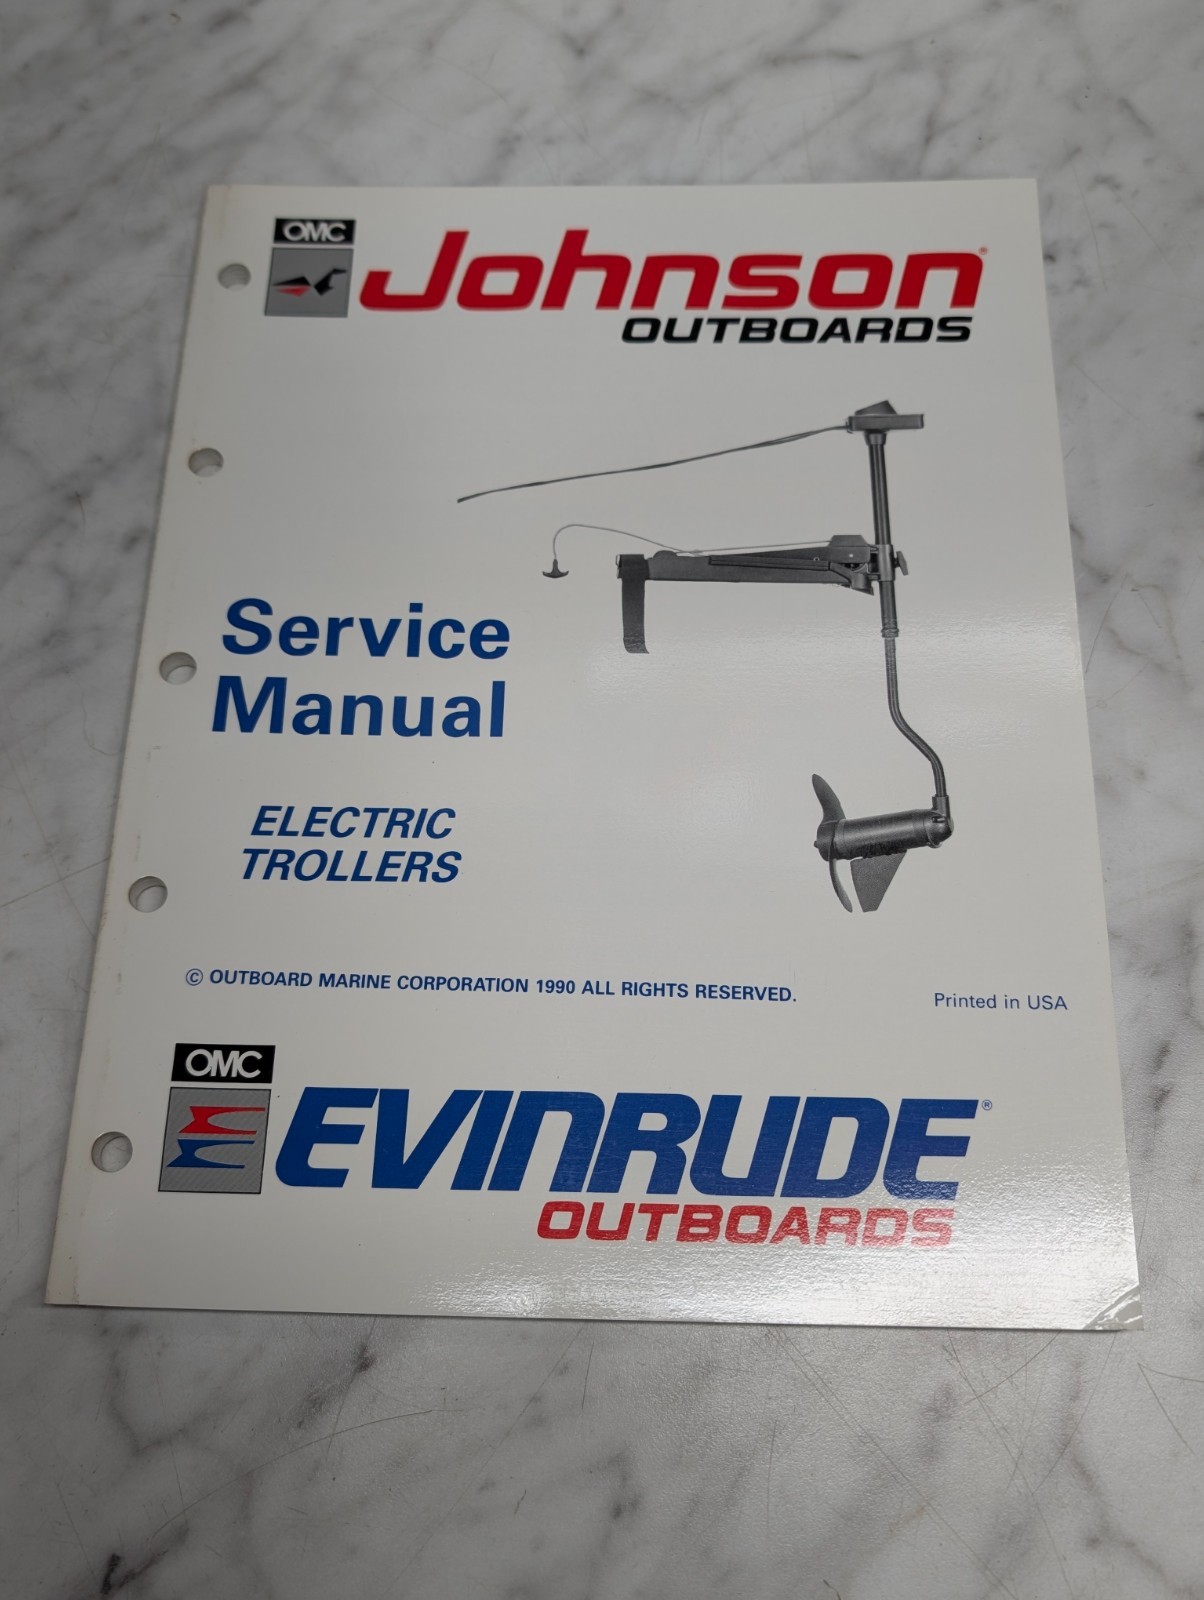 OMC
Johnson®
OUTBOARDS
Service
Manual
ELECTRIC
TROLLERS
© OUTBOARD MARINE CORPORATION 1990 ALL RIGHTS RESERVED.
Printed in USA
OMC
EVINRUDE®
OUTBOARDS